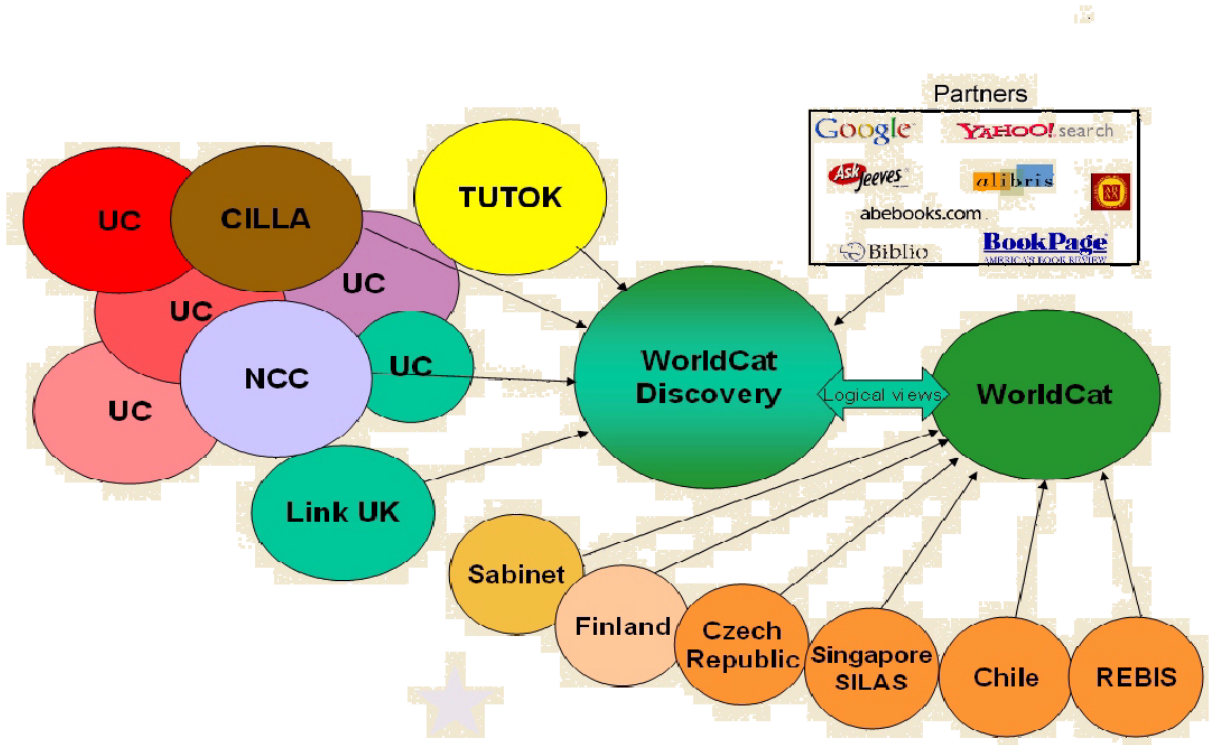 Partners
Google
YAHOO! search
Ask Jeeves
alibris
abebooks.com
Biblio
BookPage
AMERICA'S BOOK REVIEW
UC
CILLA
TUTOK
UC
UC
NCC
UC
UC
Link UK
WorldCat
Discovery
Logical views
WorldCat
Sabinet
Finland
Czech
Republic
Singapore
SILAS
Chile
REBIS